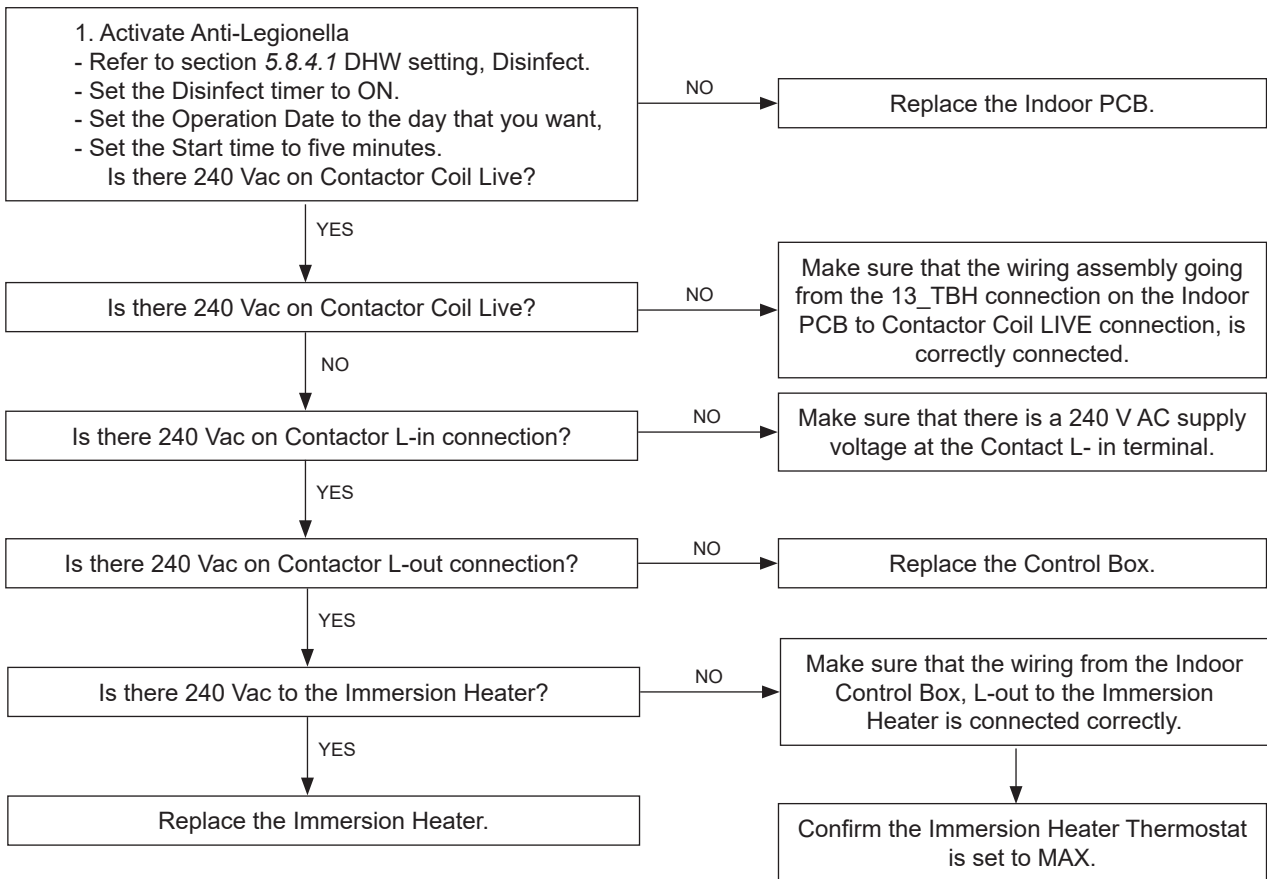 1. Activate Anti-Legionella
- Refer to section 5.8.4.1 DHW setting, Disinfect.
- Set the Disinfect timer to ON.
- Set the Operation Date to the day that you want,
- Set the Start time to five minutes.
Is there 240 Vac on Contactor Coil Live?
NO
Replace the Indoor PCB.
YES
Is there 240 Vac on Contactor Coil Live?
NO
Make sure that the wiring assembly going
from the 13_TBH connection on the Indoor
PCB to Contactor Coil LIVE connection, is
correctly connected.
NO
Is there 240 Vac on Contactor L-in connection?
NO
Make sure that there is a 240 V AC supply
voltage at the Contact L- in terminal.
YES
Is there 240 Vac on Contactor L-out connection?
NO
Replace the Control Box.
YES
Is there 240 Vac to the Immersion Heater?
NO
Make sure that the wiring from the Indoor
Control Box, L-out to the Immersion
Heater is connected correctly.
YES
Replace the Immersion Heater.
Confirm the Immersion Heater Thermostat
is set to MAX.